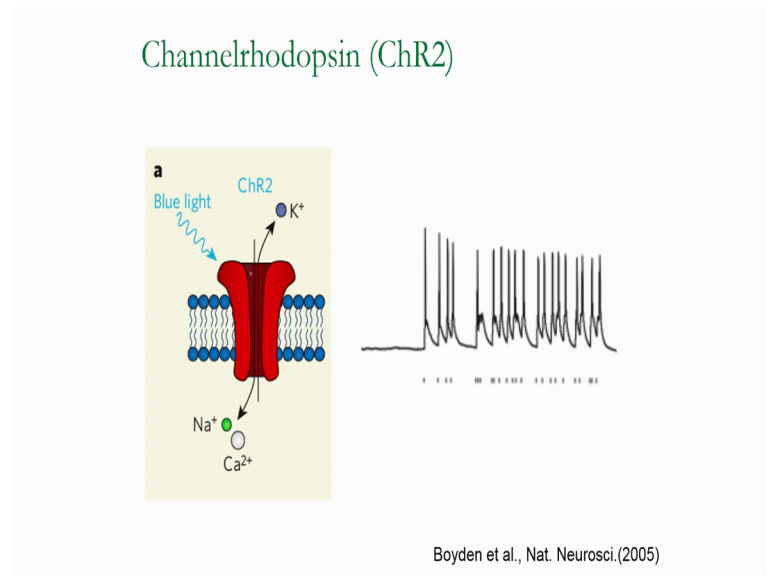 Channelrhodopsin (ChR2)
a
ChR2
Blue light
K+
Na+
Ca2+
Boyden et al., Nat. Neurosci.(2005)